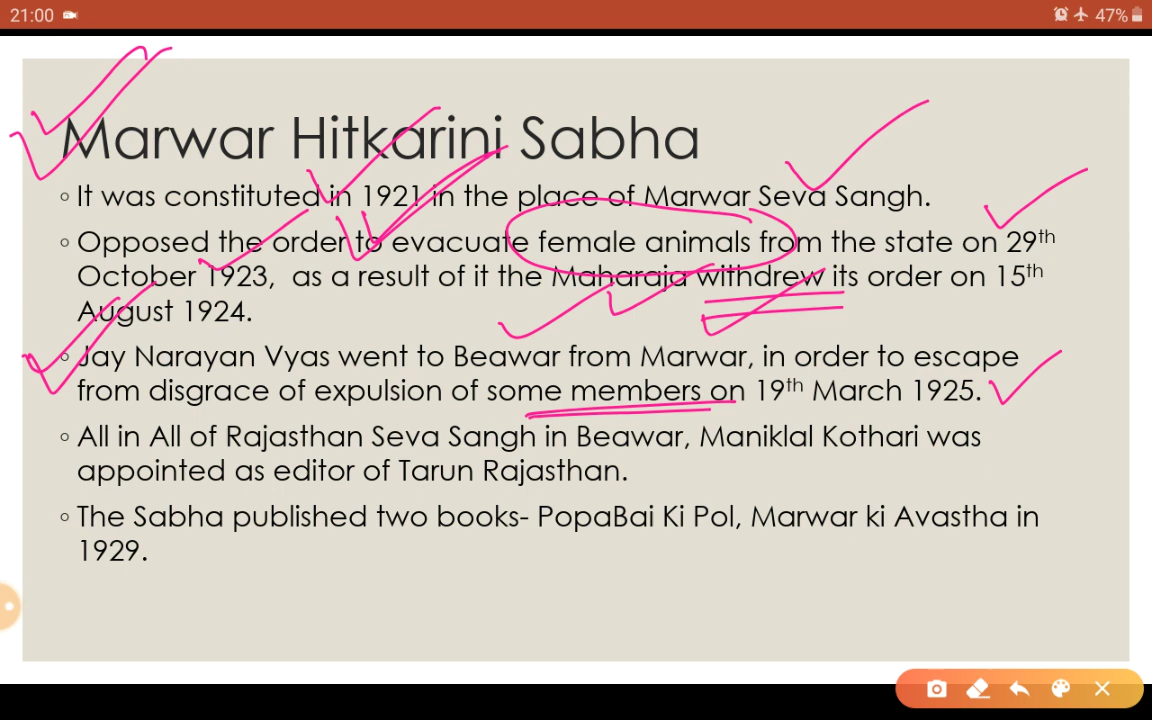 21:00
47%
Marwar Hitkarini Sabha
◦ It was constituted in 1921 in the place of Marwar Seva Sangh.
◦ Opposed the order to evacuate female animals from the state on 29th
October 1923, as a result of it the Maharaja withdrew its order on 15th
August 1924.
◦ Jay Narayan Vyas went to Beawar from Marwar, in order to escape
from disgrace of expulsion of some members on 19th March 1925.
◦ All in All of Rajasthan Seva Sangh in Beawar, Maniklal Kothari was
appointed as editor of Tarun Rajasthan.
◦ The Sabha published two books- PopaBai Ki Pol, Marwar ki Avastha in
1929.